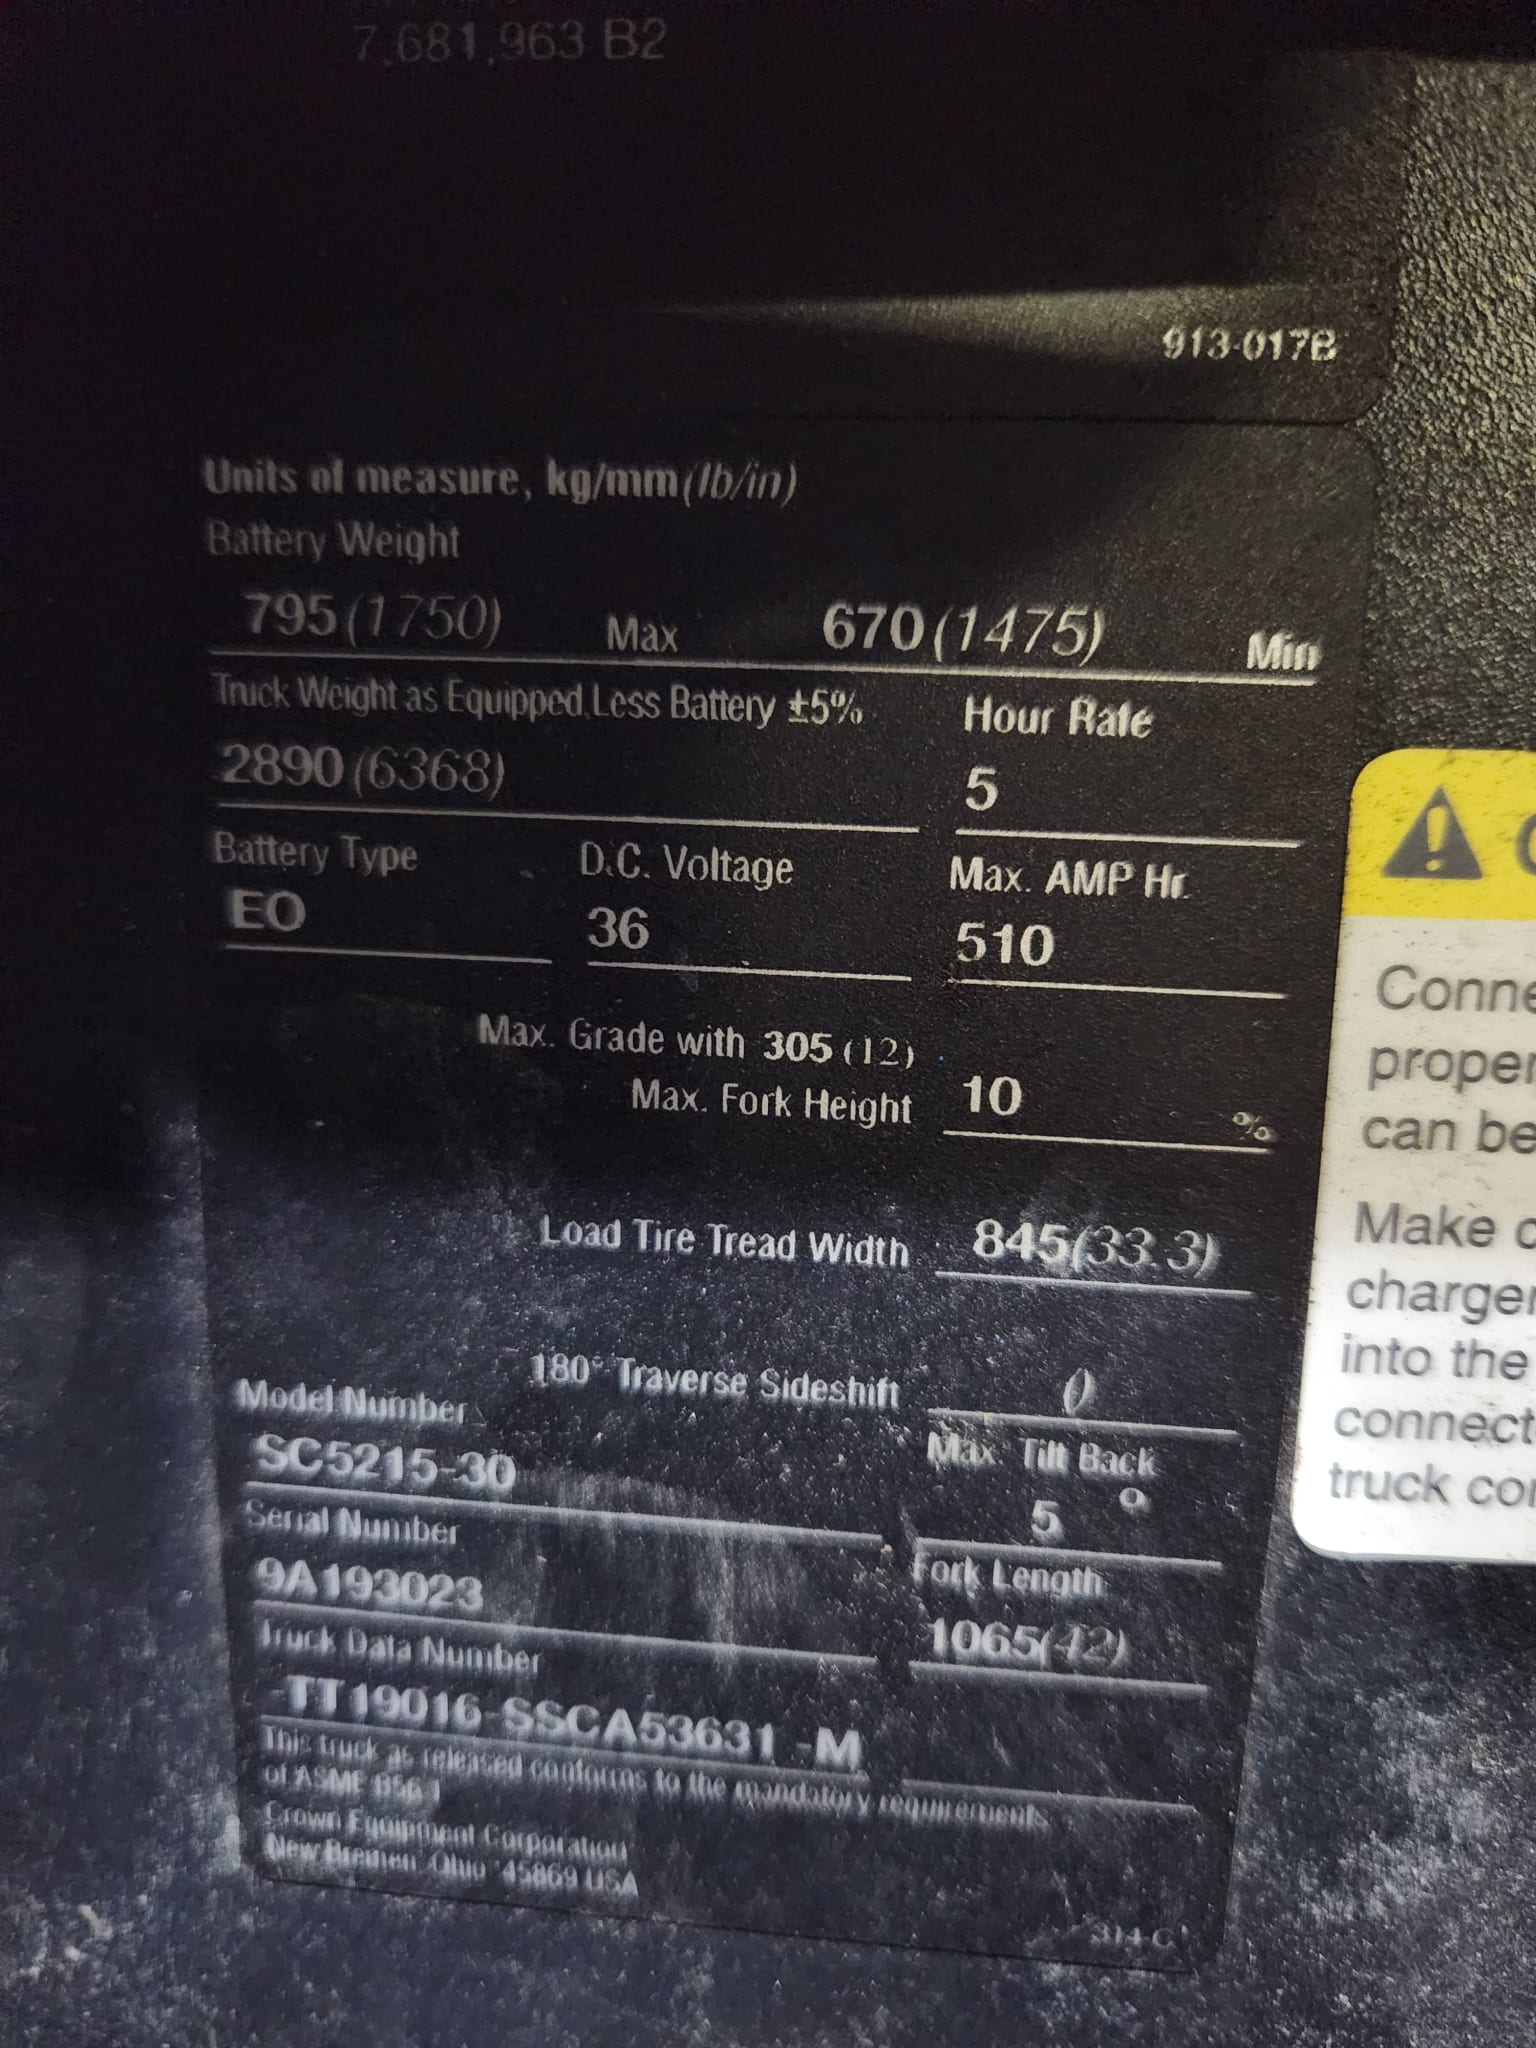 7,681,963 B2
913-017B
Units of measure, kg/mm(lb/in)
Battery Weight
795(1750) Max 670(1475) Min
Truck Weight as Equipped, Less Battery ±5% Hour Rate
2890(6368) 5
Battery Type D.C. Voltage Max. AMP Hr.
EO 36 510
Max. Grade with 305(12)
Max. Fork Height 10 %
Load Tire Tread Width 845(33.3)
180° Traverse Sideshift 0
Model Number Max. Tilt Back
SC5215-30 5 °
Serial Number Fork Length
9A193023 1065(42)
Truck Data Number
-TT19016-SSCA53631 -M
This truck as released conforms to the mandatory requirements
of ASME B56.1
Crown Equipment Corporation
New Bremen, Ohio 45869 USA
314-C
Make
into the
can be
truck